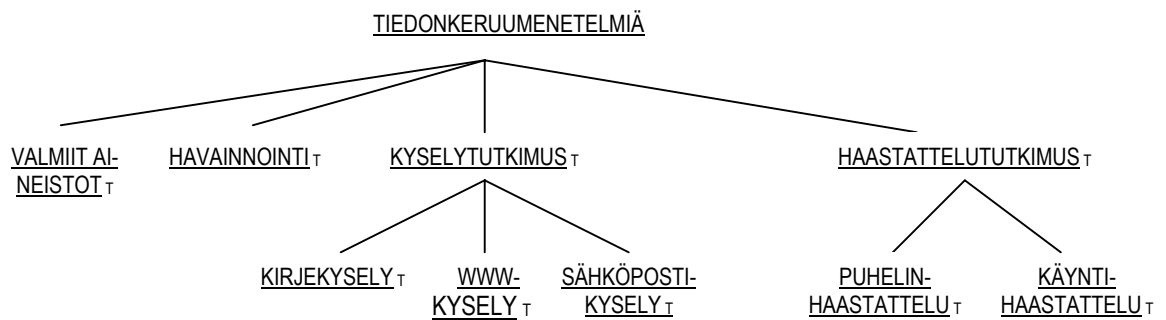 TIEDONKERUUMENETELMIÄ
VALMIIT AI-
NEISTOT T
HAVAINNOINTI T
KYSELYTUTKIMUS T
HAASTATTELUTUTKIMUS T
KIRJEKYSELY T
WWW-
KYSELY T
SÄHKÖPOSTI-
KYSELY T
PUHELIN-
HAASTATTELU T
KÄYNTI-
HAASTATTELU T